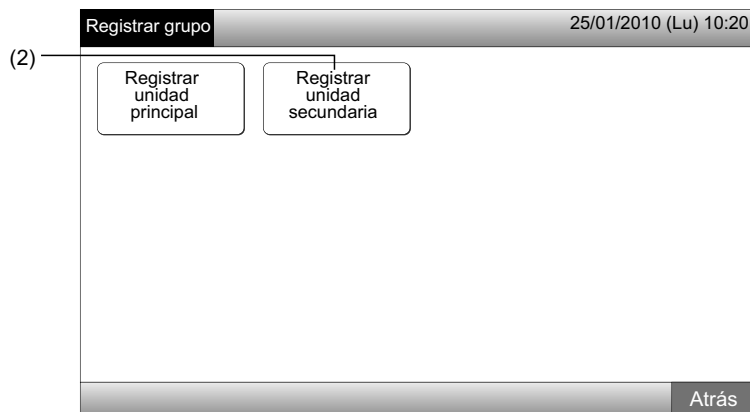 Registrar grupo 25/01/2010 (Lu) 10:20
(2)
Registrar
unidad
principal
Registrar
unidad
secundaria
Atrás